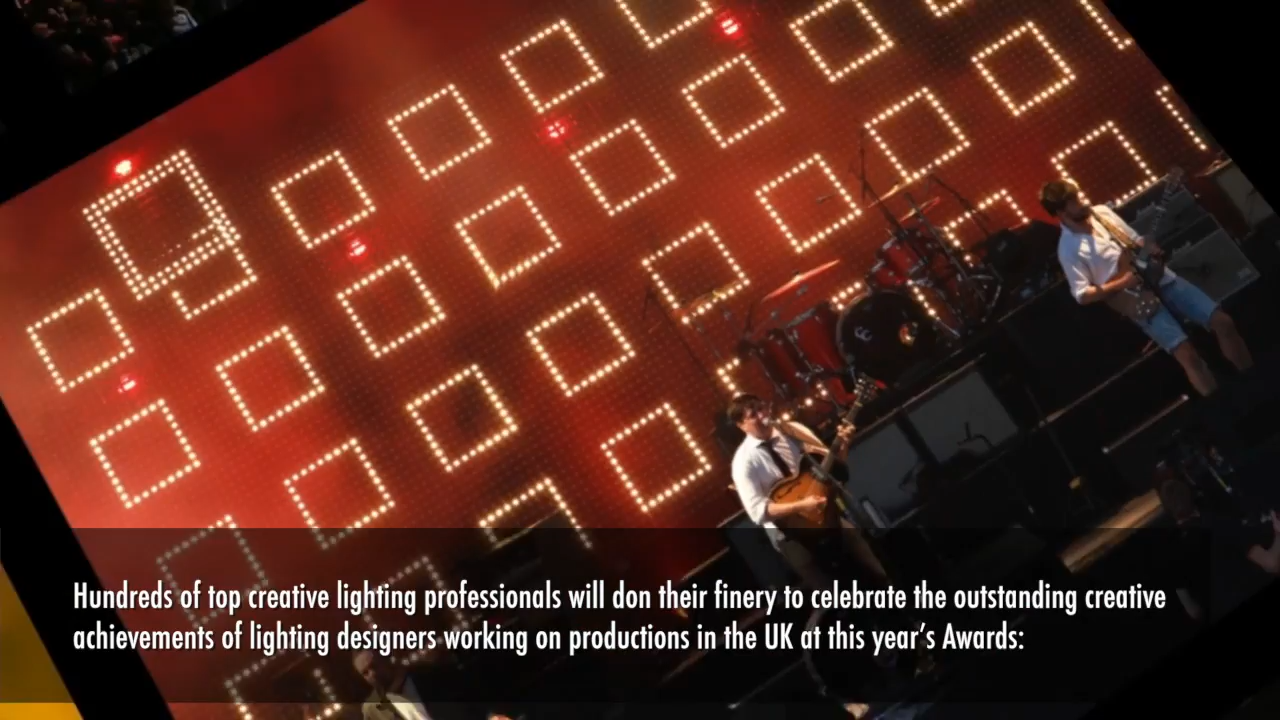 Hundreds of top creative lighting professionals will don their finery to celebrate the outstanding creative
achievements of lighting designers working on productions in the UK at this year’s Awards: